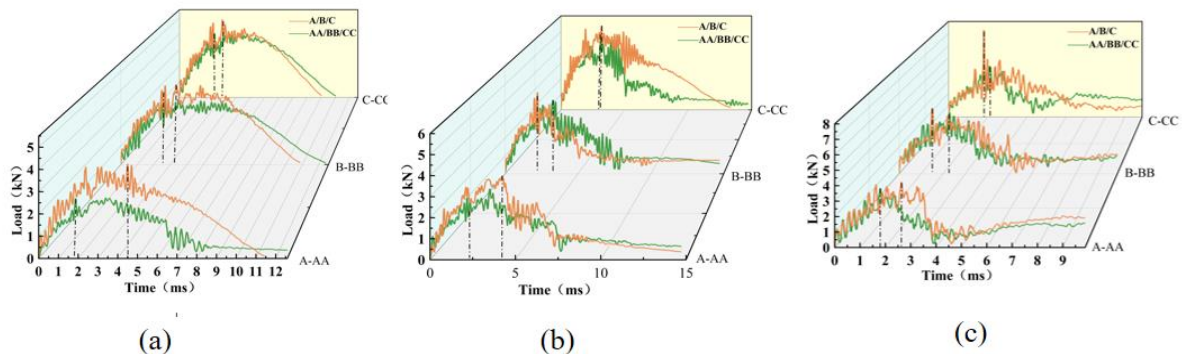 A/B/C
AA/BB/CC
C-CC
B-BB
A-AA
Load (kN)
5
4
3
2
1
0
0 1 2 3 4 5 6 7 8 9 10 11 12
Time (ms)
(a)
A/B/C
AA/BB/CC
C-CC
B-BB
A-AA
Load (kN)
6
5
4
3
2
1
0
0 5 10 15
Time (ms)
(b)
A/B/C
AA/BB/CC
C-CC
B-BB
A-AA
Load (kN)
8
7
6
5
4
3
2
1
0
0 1 2 3 4 5 6 7 8 9
Time (ms)
(c)